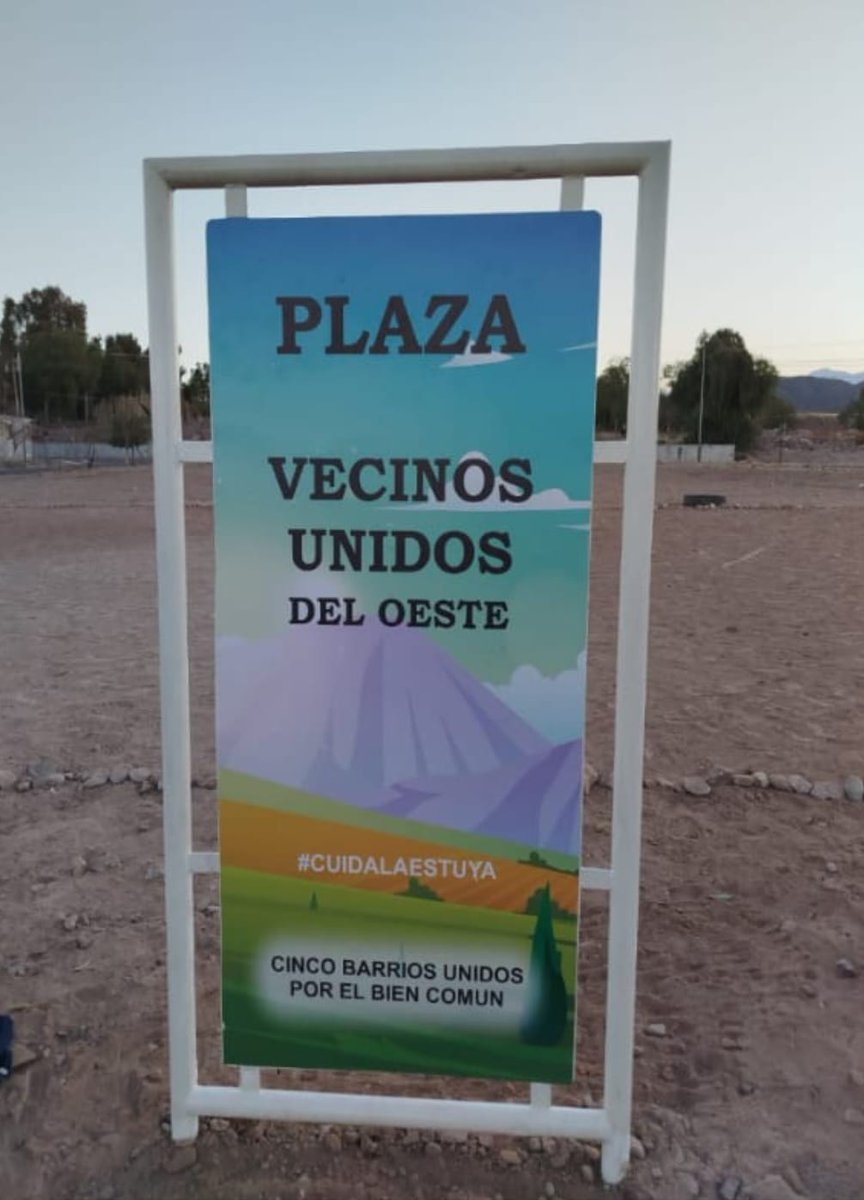 PLAZA
VECINOS
UNIDOS
DEL OESTE
#CUIDALAESTUYA
CINCO BARRIOS UNIDOS
POR EL BIEN COMUN